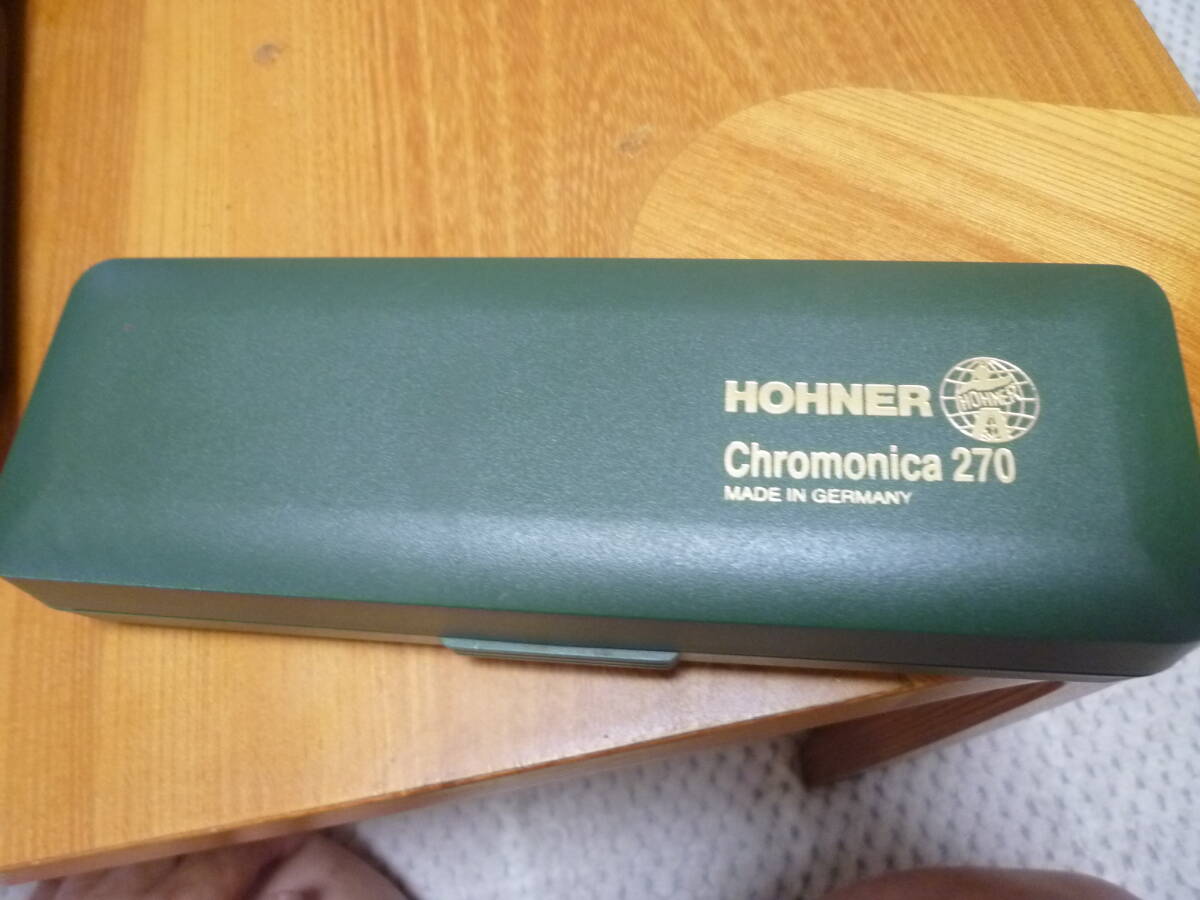 HOHNER
HOHNER
Chromonica 270
MADE IN GERMANY